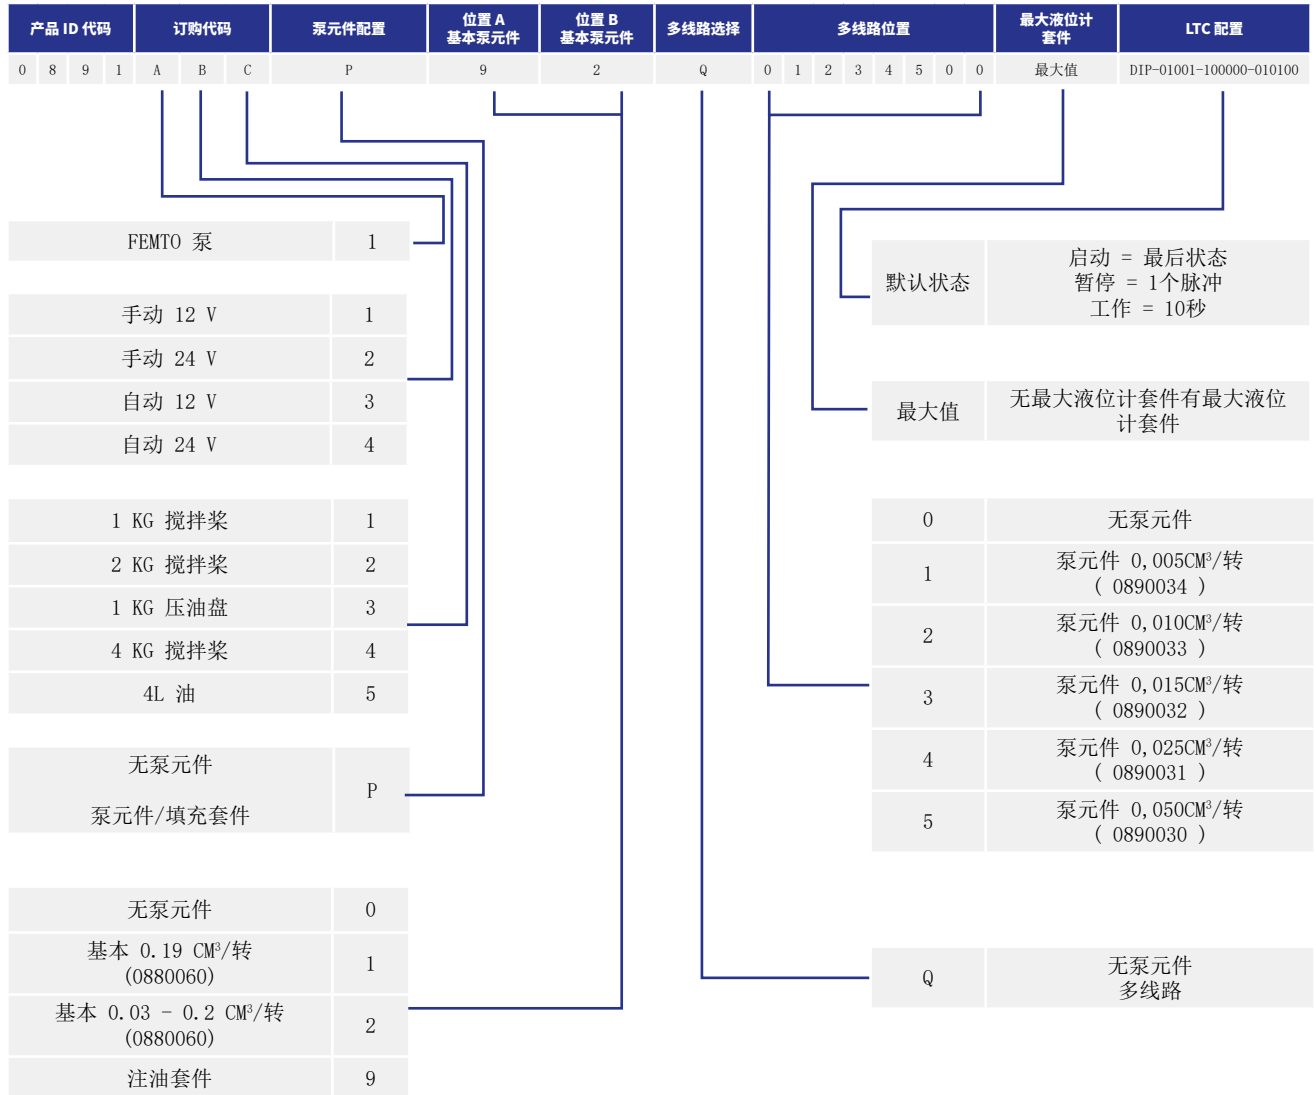 产品 ID 代码 订购代码 泵元件配置 位置 A 基本泵元件 位置 B 基本泵元件 多线路选择 多线路位置 最大液位计套件 LTC 配置
0 8 9 1 A B C P 9 2 Q 0 1 2 3 4 5 0 0 最大值 DIP-01001-100000-010100
FEMTO 泵 1
手动 12 V 1
手动 24 V 2
自动 12 V 3
自动 24 V 4
1 KG 搅拌桨 1
2 KG 搅拌桨 2
1 KG 压油盘 3
4 KG 搅拌桨 4
4L 油 5
无泵元件
泵元件/填充套件
P
无泵元件 0
基本 0.19 CM³/转
(0880060)
1
基本 0.03 - 0.2 CM³/转
(0880060)
2
注油套件 9
默认状态
启动 = 最后状态
暂停 = 1个脉冲
工作 = 10秒
最大值
无最大液位计套件有最大液位
计套件
0 无泵元件
1
泵元件 0,005CM³/转
( 0890034 )
2
泵元件 0,010CM³/转
( 0890033 )
3
泵元件 0,015CM³/转
( 0890032 )
4
泵元件 0,025CM³/转
( 0890031 )
5
泵元件 0,050CM³/转
( 0890030 )
Q
无泵元件
多线路